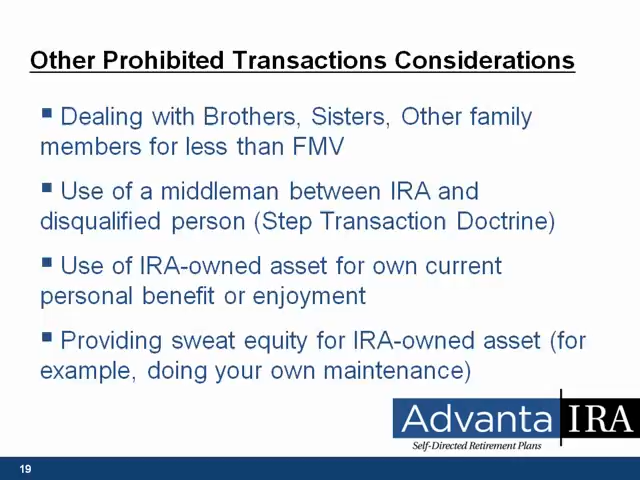 Other Prohibited Transactions Considerations
▪ Dealing with Brothers, Sisters, Other family
members for less than FMV
▪ Use of a middleman between IRA and
disqualified person (Step Transaction Doctrine)
▪ Use of IRA-owned asset for own current
personal benefit or enjoyment
▪ Providing sweat equity for IRA-owned asset (for
example, doing your own maintenance)
Advanta IRA
Self-Directed Retirement Plans
19